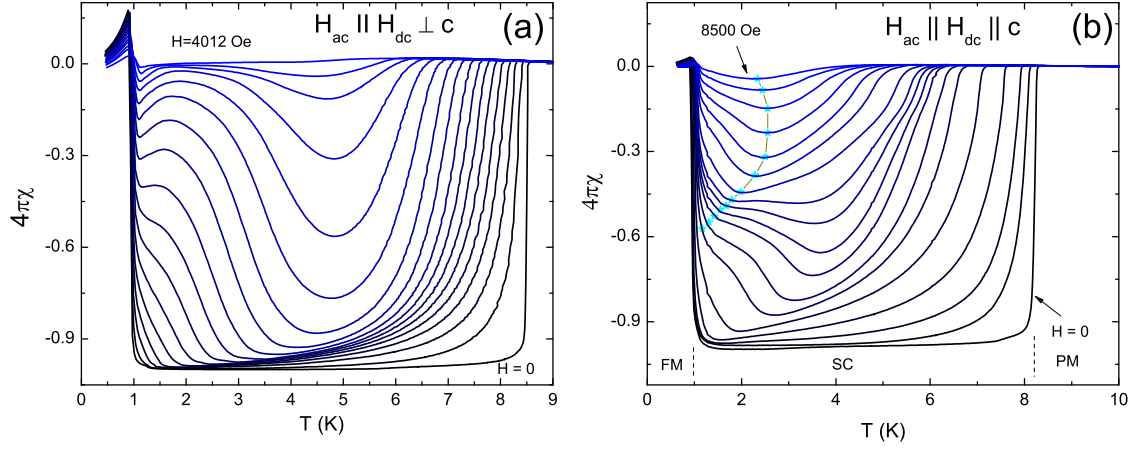 H_ac || H_dc ⊥ c
(a)
H=4012 Oe
0.0
-0.3
-0.6
-0.9
4πχ
H = 0
0 1 2 3 4 5 6 7 8 9
T (K)
H_ac || H_dc || c
(b)
8500 Oe
0.0
-0.3
-0.6
-0.9
4πχ
H = 0
FM SC PM
0 2 4 6 8 10
T (K)